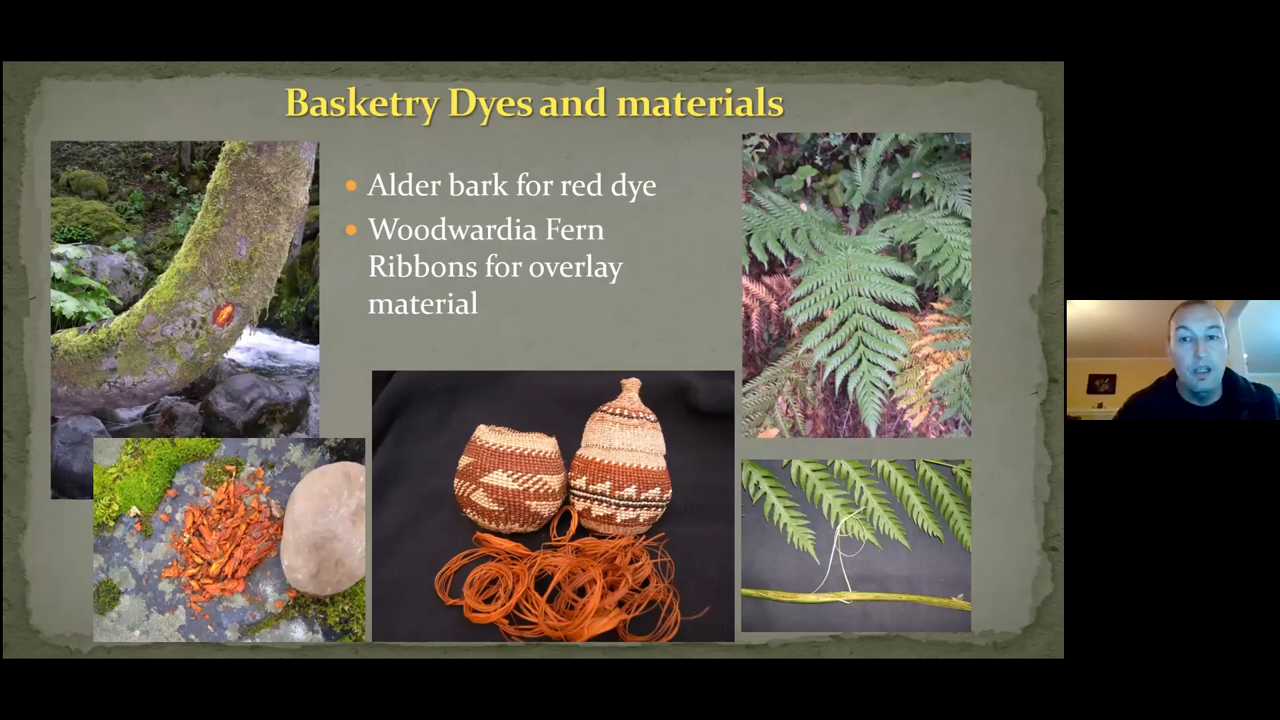 Basketry Dyes and materials
Alder bark for red dye
Woodwardia Fern
Ribbons for overlay
material